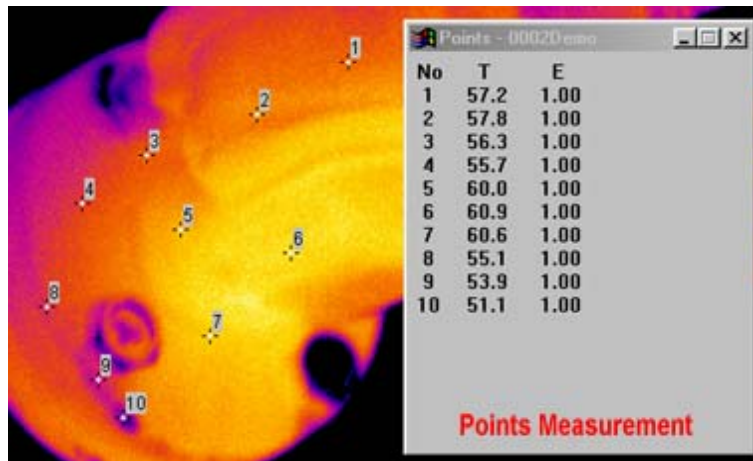 1
2
3
4
5
6
7
8
9
10
Points - 0002Demo
No T E
1 57.2 1.00
2 57.8 1.00
3 56.3 1.00
4 55.7 1.00
5 60.0 1.00
6 60.9 1.00
7 60.6 1.00
8 55.1 1.00
9 53.9 1.00
10 51.1 1.00
Points Measurement